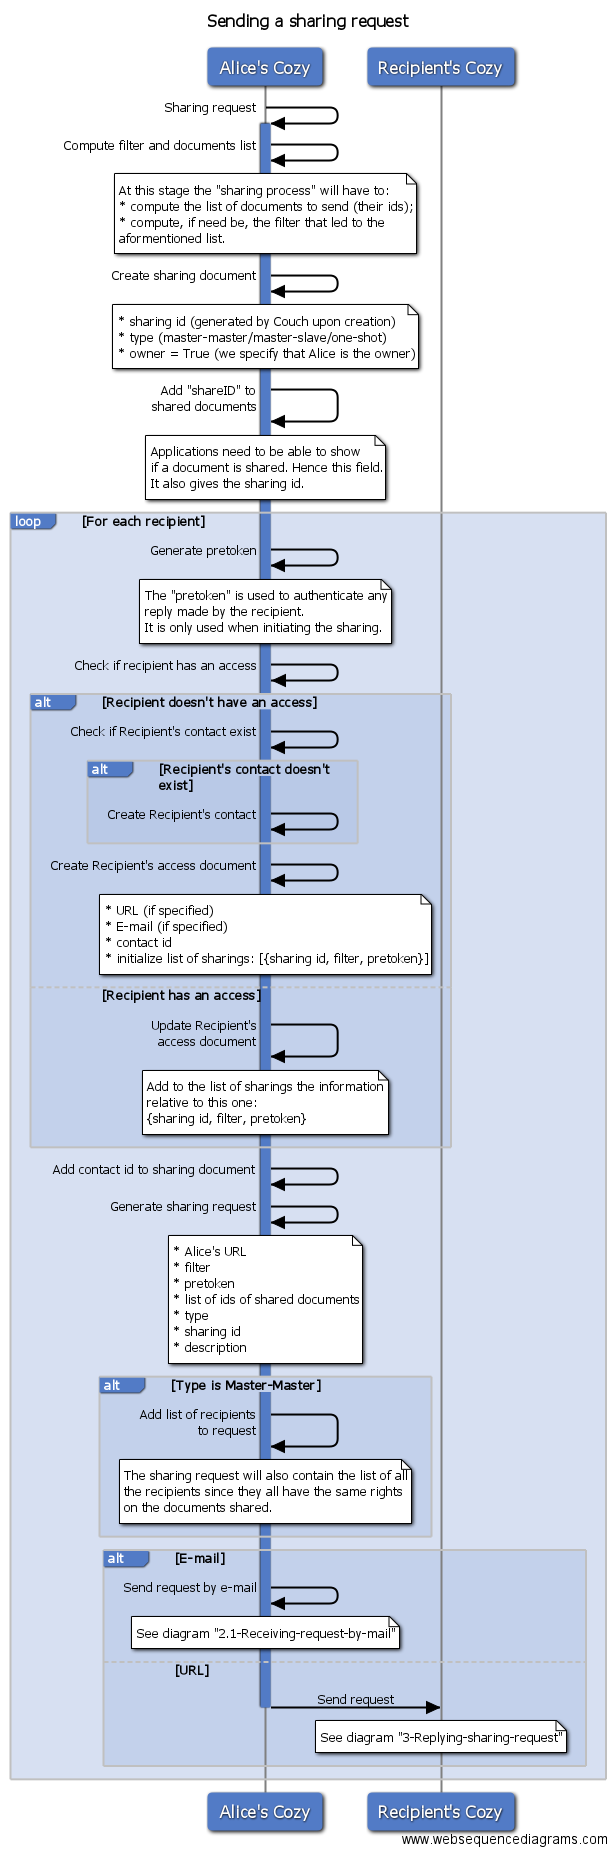 Sending a sharing request
Alice's Cozy
Recipient's Cozy
Sharing request
Compute filter and documents list
At this stage the "sharing process" will have to:
* compute the list of documents to send (their ids);
* compute, if need be, the filter that led to the
aformentioned list.
Create sharing document
* sharing id (generated by Couch upon creation)
* type (master-master/master-slave/one-shot)
* owner = True (we specify that Alice is the owner)
Add "shareID" to
shared documents
Applications need to be able to show
if a document is shared. Hence this field.
It also gives the sharing id.
loop
[For each recipient]
Generate pretoken
The "pretoken" is used to authenticate any
reply made by the recipient.
It is only used when initiating the sharing.
Check if recipient has an access
alt
[Recipient doesn't have an access]
Check if Recipient's contact exist
alt
[Recipient's contact doesn't
exist]
Create Recipient's contact
Create Recipient's access document
* URL (if specified)
* E-mail (if specified)
* contact id
* initialize list of sharings: [{sharing id, filter, pretoken}]
[Recipient has an access]
Update Recipient's
access document
Add to the list of sharings the information
relative to this one:
{sharing id, filter, pretoken}
Add contact id to sharing document
Generate sharing request
* Alice's URL
* filter
* pretoken
* list of ids of shared documents
* type
* sharing id
* description
alt
[Type is Master-Master]
Add list of recipients
to request
The sharing request will also contain the list of all
the recipients since they all have the same rights
on the documents shared.
alt
[E-mail]
Send request by e-mail
See diagram "2.1-Receiving-request-by-mail"
[URL]
Send request
See diagram "3-Replying-sharing-request"
Alice's Cozy
Recipient's Cozy
www.websequencediagrams.com